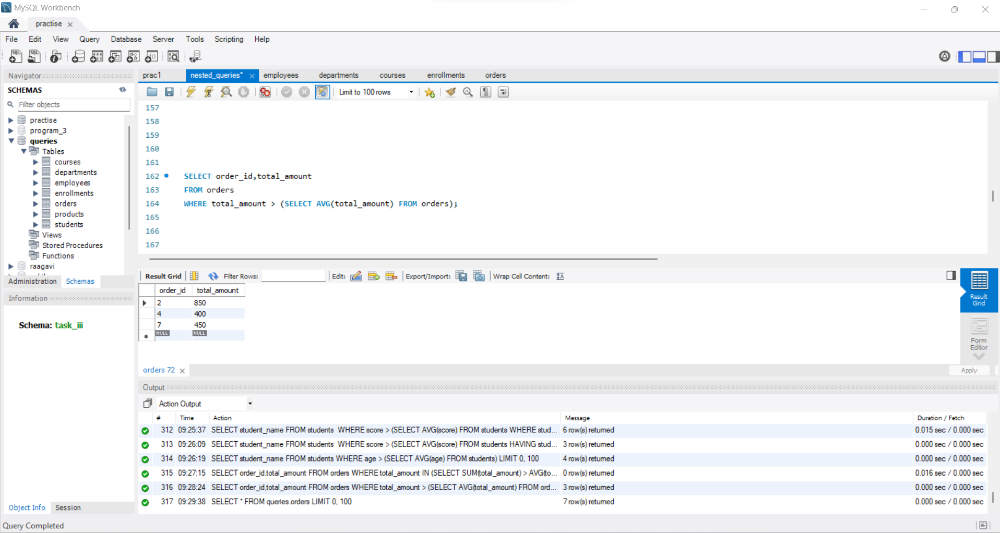 MySQL Workbench
practise
File Edit View Query Database Server Tools Scripting Help
Navigator
SCHEMAS
Filter objects
practise
program_3
queries
Tables
courses
departments
employees
enrollments
orders
products
students
Views
Stored Procedures
Functions
raagavi
Administration Schemas
Information
Schema: task_iii
Object Info Session
prac1 nested_queries* employees departments courses enrollments orders
Limit to 100 rows
157
158
159
160
161
162 SELECT order_id,total_amount
163 FROM orders
164 WHERE total_amount > (SELECT AVG(total_amount) FROM orders);
165
166
167
Result Grid Filter Rows: Edit: Export/Import: Wrap Cell Content:
order_id total_amount
2 850
4 400
7 450
NULL NULL
Result Grid
Form Editor
orders 72 Apply
Output
Action Output
# Time Action Message Duration / Fetch
312 09:25:37 SELECT student_name FROM students WHERE score > (SELECT AVG(score) FROM students WHERE stud... 6 row(s) returned 0.015 sec / 0.000 sec
313 09:26:09 SELECT student_name FROM students WHERE score > (SELECT AVG(score) FROM students HAVING stud... 3 row(s) returned 0.000 sec / 0.000 sec
314 09:26:19 SELECT student_name FROM students WHERE age > (SELECT AVG(age) FROM students) LIMIT 0, 100 4 row(s) returned 0.000 sec / 0.000 sec
315 09:27:15 SELECT order_id,total_amount FROM orders WHERE total_amount IN (SELECT SUM(total_amount) > AVG(to... 0 row(s) returned 0.016 sec / 0.000 sec
316 09:28:24 SELECT order_id,total_amount FROM orders WHERE total_amount > (SELECT AVG(total_amount) FROM ord... 3 row(s) returned 0.000 sec / 0.000 sec
317 09:29:38 SELECT * FROM queries.orders LIMIT 0, 100 7 row(s) returned 0.000 sec / 0.000 sec
Query Completed